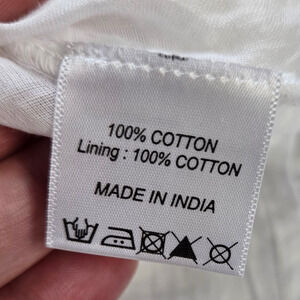 100% COTTON
Lining : 100% COTTON
MADE IN INDIA